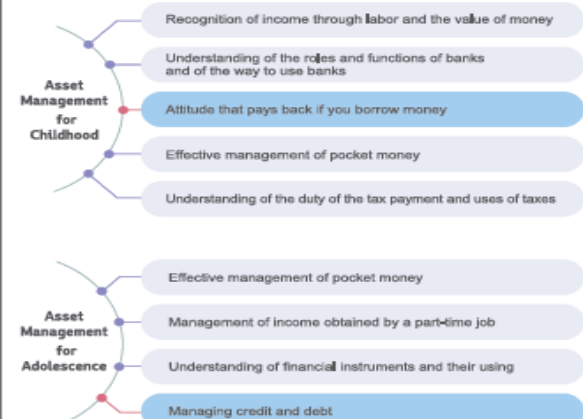 Asset
Management
for
Childhood
Recognition of income through labor and the value of money
Understanding of the roles and functions of banks
and of the way to use banks
Attitude that pays back if you borrow money
Effective management of pocket money
Understanding of the duty of the tax payment and uses of taxes
Asset
Management
for
Adolescence
Effective management of pocket money
Management of income obtained by a part-time job
Understanding of financial instruments and their using
Managing credit and debt